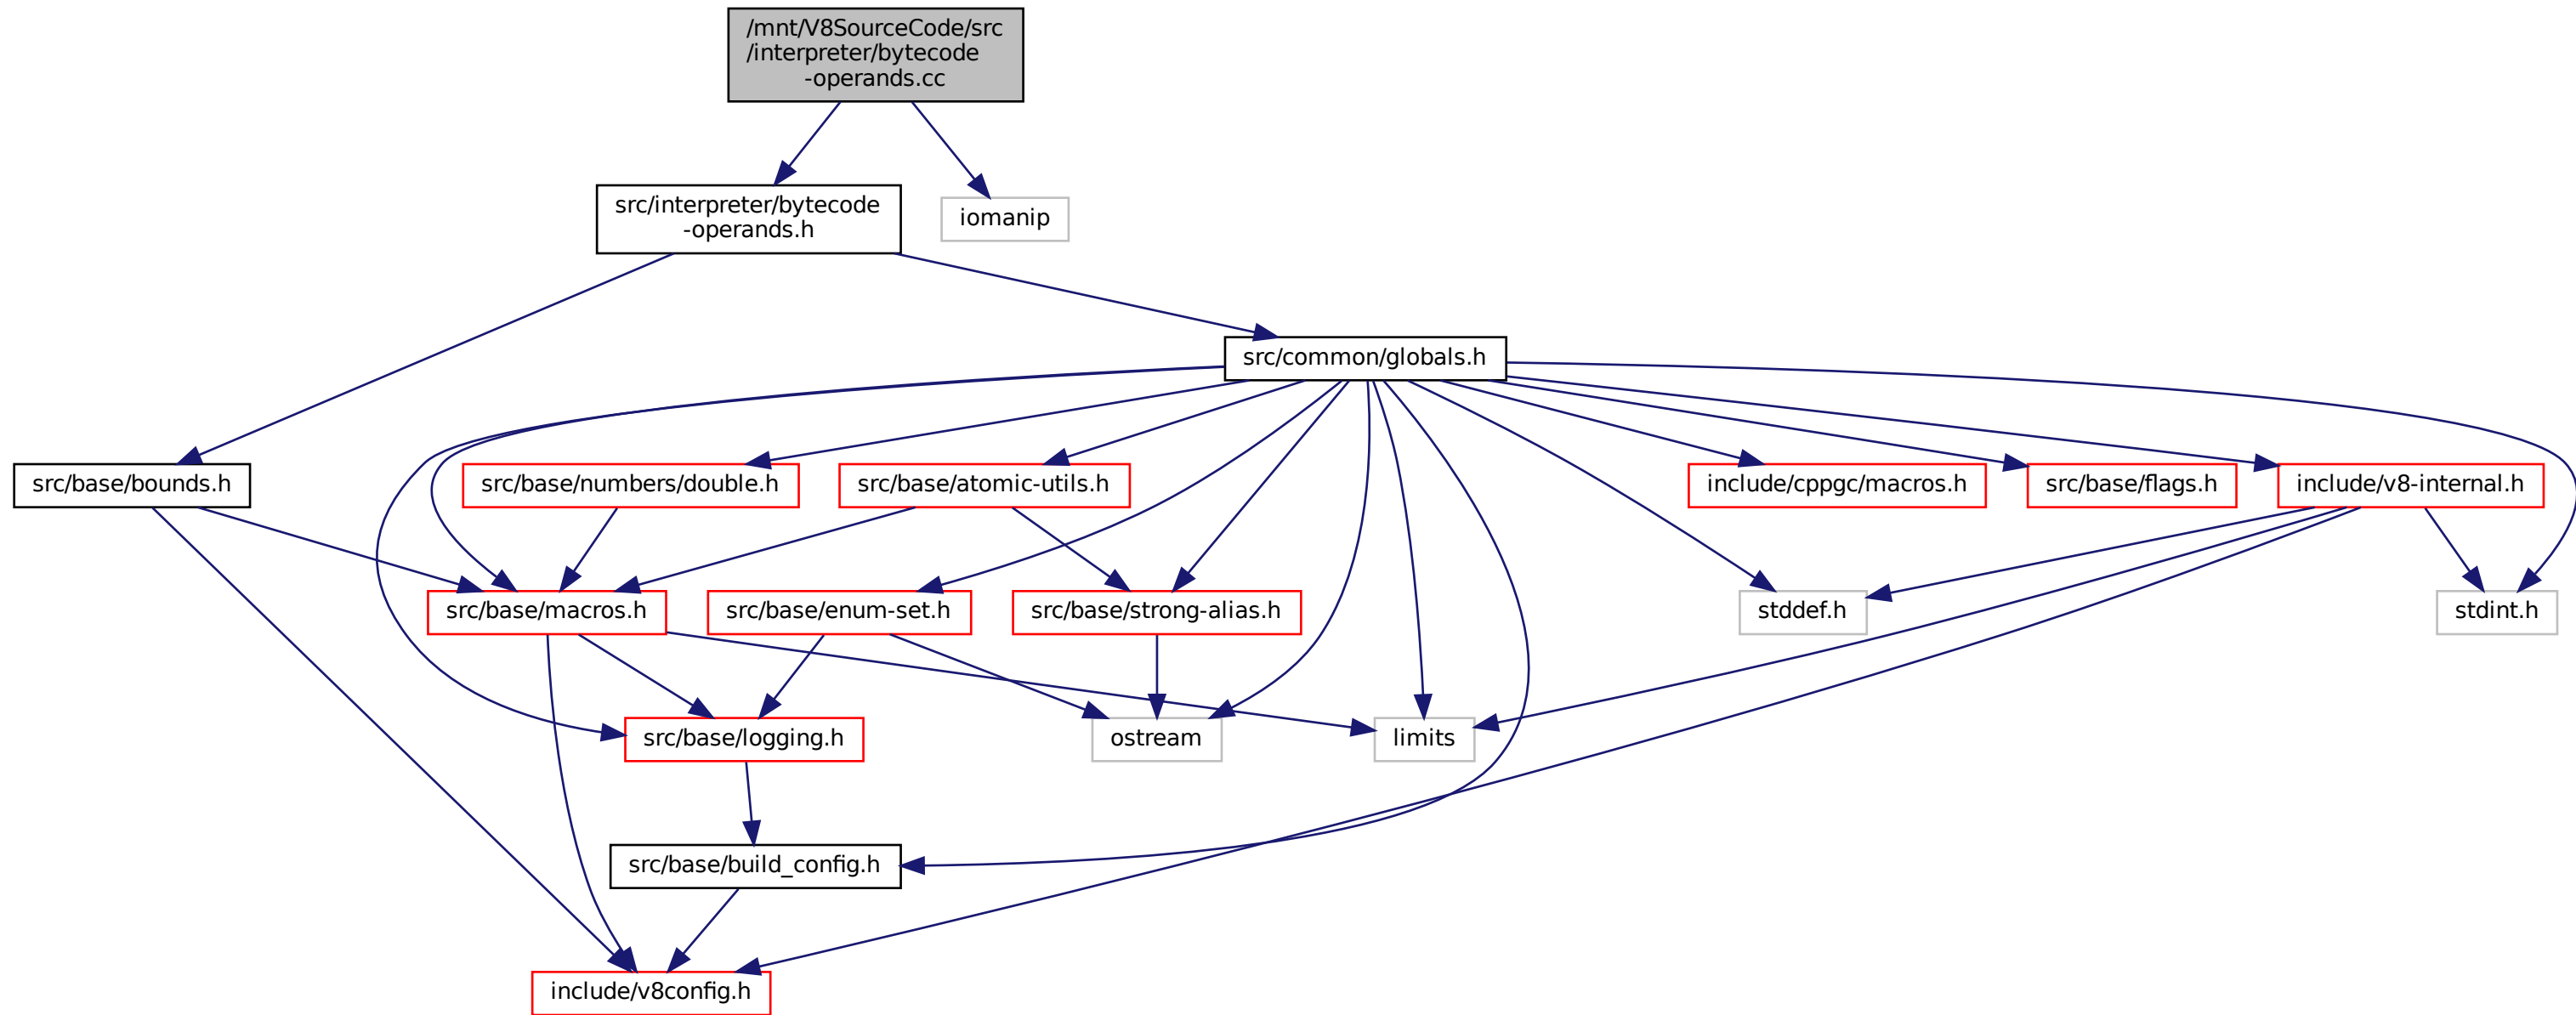 /mnt/V8SourceCode/src
/interpreter/bytecode
-operands.cc
src/interpreter/bytecode
-operands.h
iomanip
src/common/globals.h
src/base/bounds.h
src/base/numbers/double.h
src/base/atomic-utils.h
include/cppgc/macros.h
src/base/flags.h
include/v8-internal.h
src/base/macros.h
src/base/enum-set.h
src/base/strong-alias.h
stddef.h
stdint.h
src/base/logging.h
ostream
limits
src/base/build_config.h
include/v8config.h